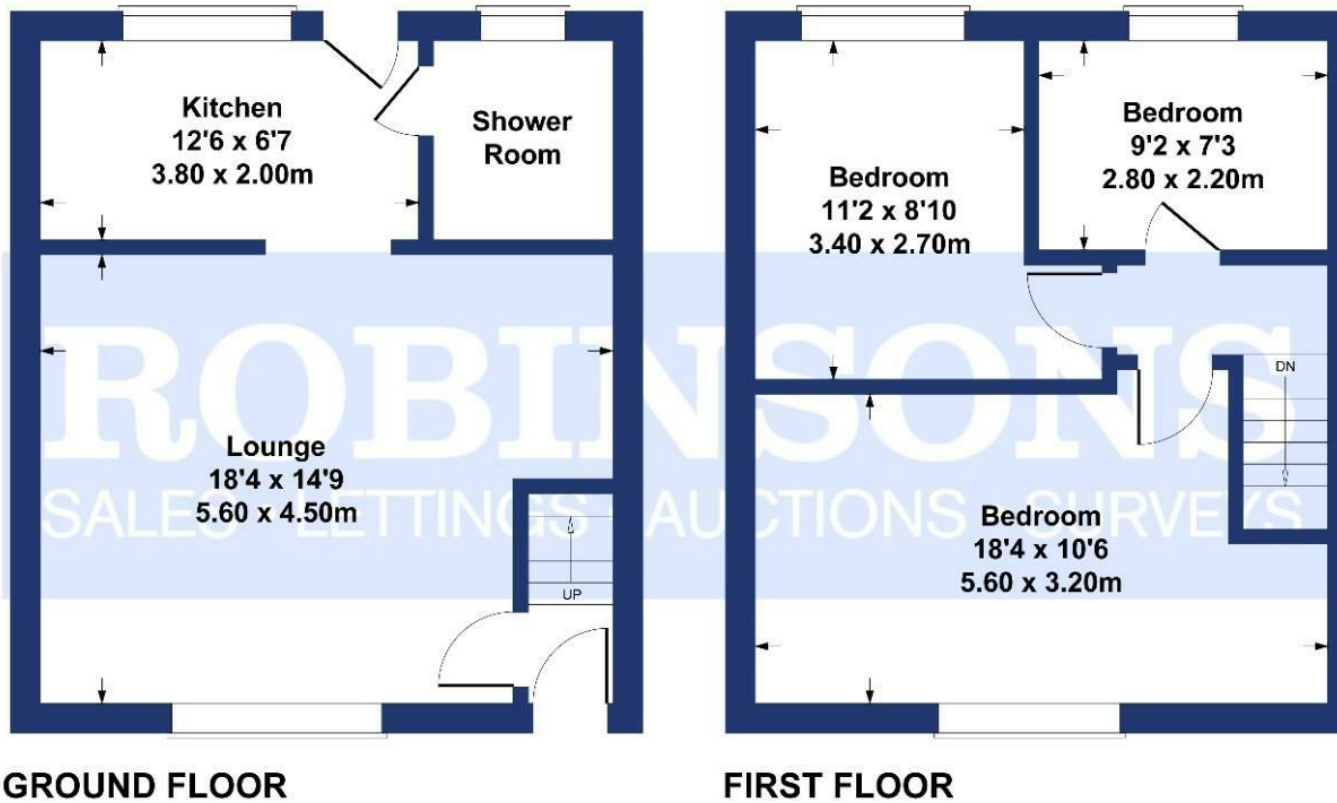 Kitchen
12'6 x 6'7
3.80 x 2.00m
Shower
Room
Lounge
18'4 x 14'9
5.60 x 4.50m
UP
GROUND FLOOR
Bedroom
11'2 x 8'10
3.40 x 2.70m
Bedroom
9'2 x 7'3
2.80 x 2.20m
DN
Bedroom
18'4 x 10'6
5.60 x 3.20m
FIRST FLOOR
ROBINSONS
SALES · LETTINGS · AUCTIONS · SURVEYS